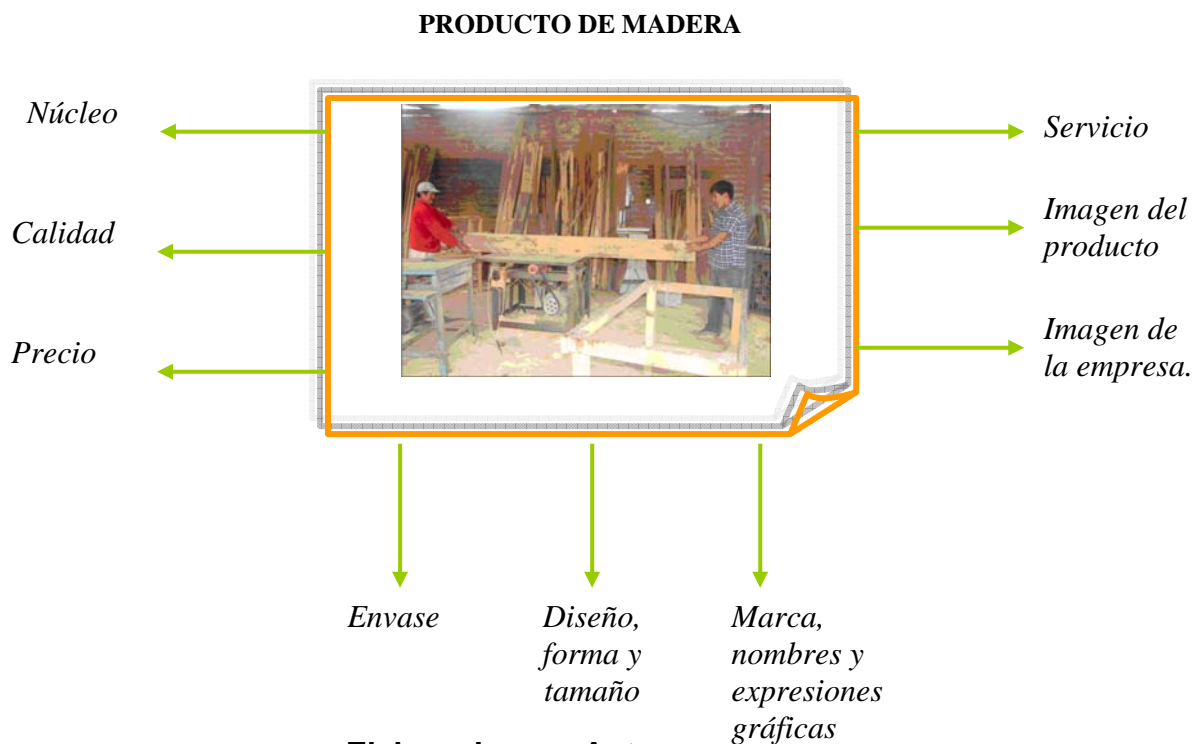 PRODUCTO DE MADERA
Núcleo
Calidad
Precio
Servicio
Imagen del
producto
Imagen de
la empresa.
Envase
Diseño,
forma y
tamaño
Marca,
nombres y
expresiones
gráficas